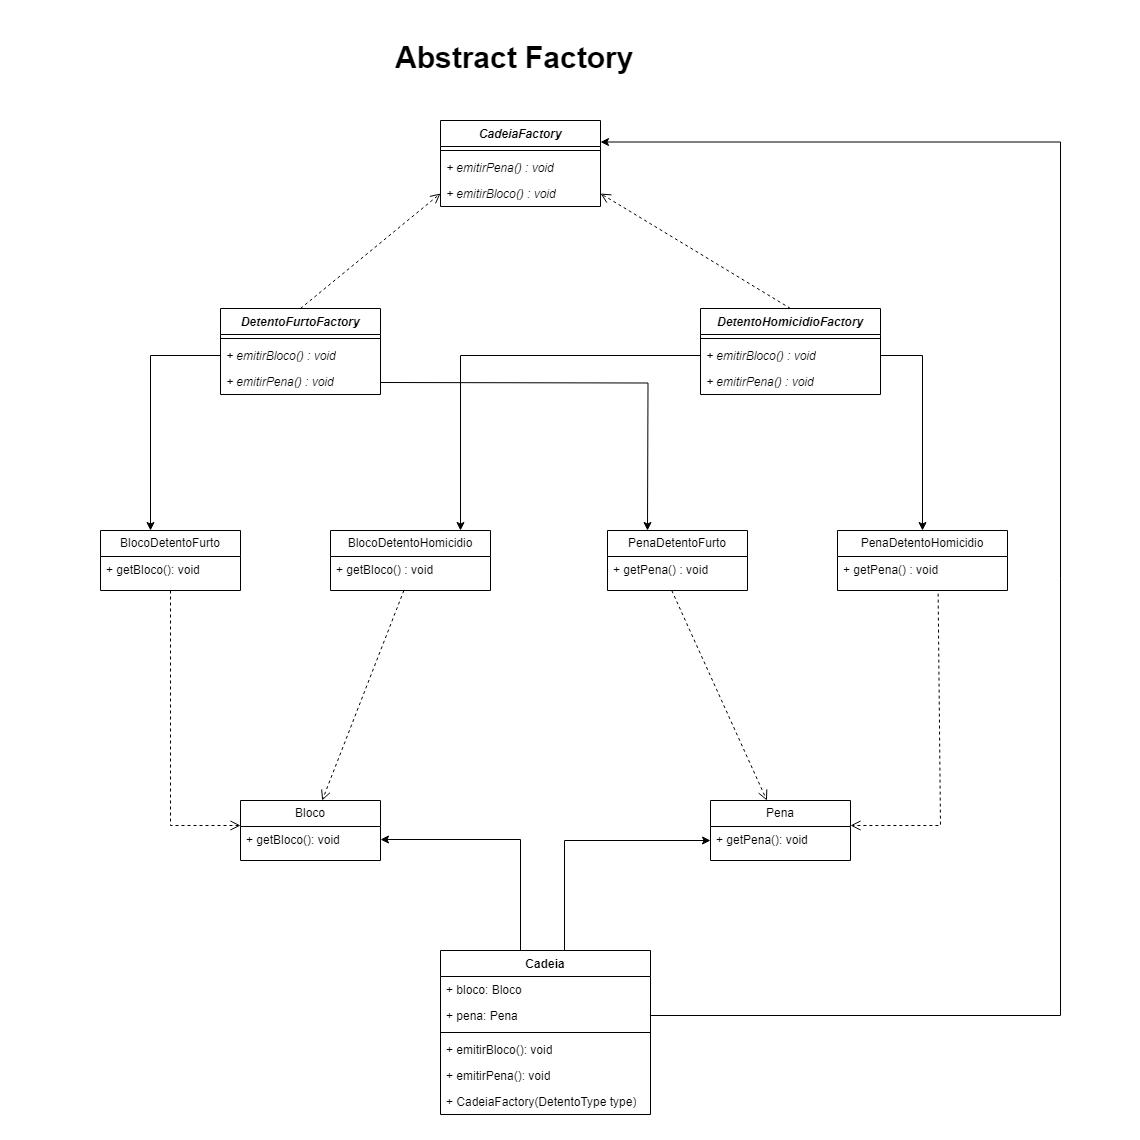 Abstract Factory
CadeiaFactory
+ emitirPena() : void
+ emitirBloco() : void
DetentoFurtoFactory
+ emitirBloco() : void
+ emitirPena() : void
DetentoHomicidioFactory
+ emitirBloco() : void
+ emitirPena() : void
BlocoDetentoFurto
+ getBloco(): void
BlocoDetentoHomicidio
+ getBloco() : void
PenaDetentoFurto
+ getPena() : void
PenaDetentoHomicidio
+ getPena() : void
Bloco
+ getBloco(): void
Pena
+ getPena(): void
Cadeia
+ bloco: Bloco
+ pena: Pena
+ emitirBloco(): void
+ emitirPena(): void
+ CadeiaFactory(DetentoType type)